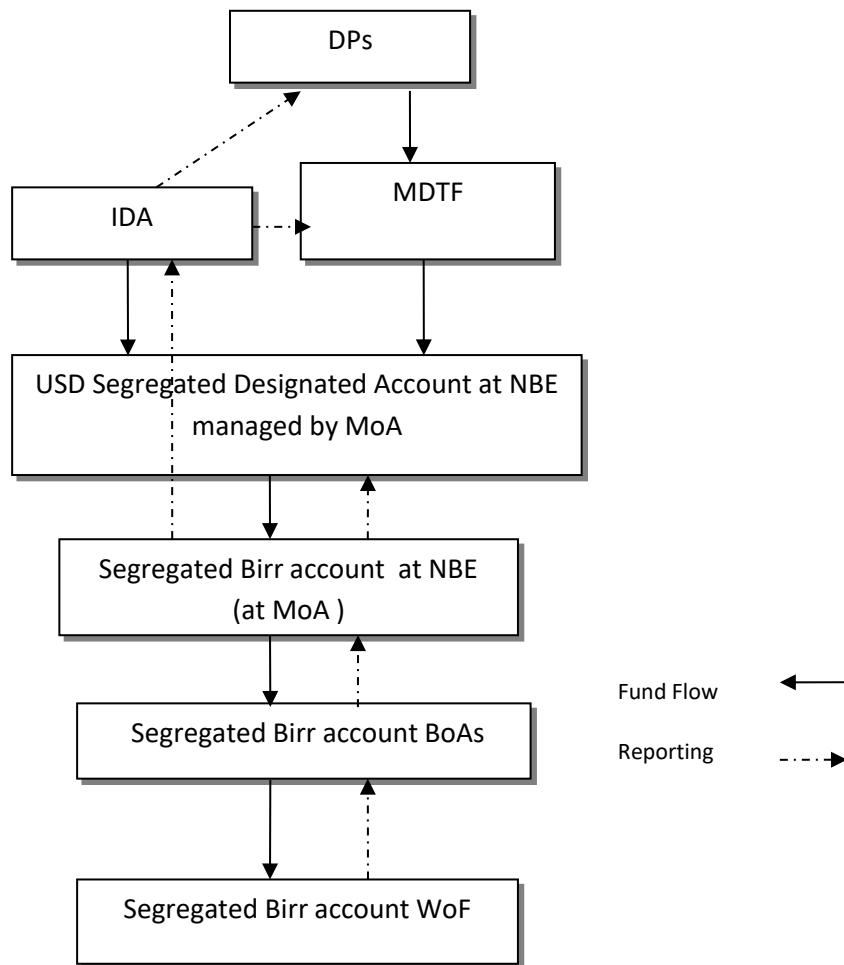 DPs
MDTF
IDA
USD Segregated Designated Account at NBE
managed by MoA
Segregated Birr account at NBE
(at MoA )
Segregated Birr account BoAs
Segregated Birr account WoF
Fund Flow
Reporting